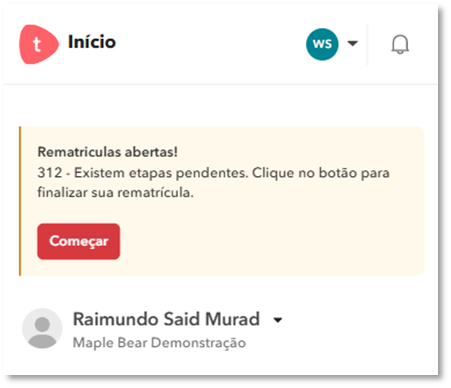 t Início
WS
Rematriculas abertas!
312 - Existem etapas pendentes. Clique no botão para
finalizar sua rematrícula.
Começar
Raimundo Said Murad
Maple Bear Demonstração